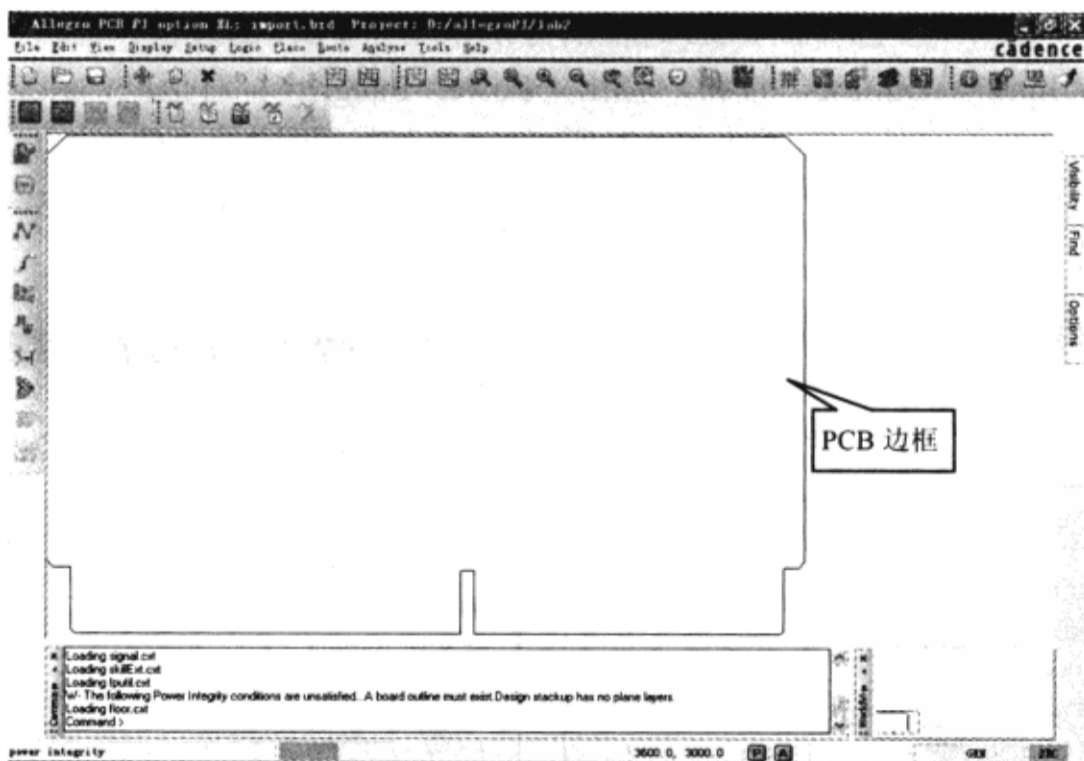 Allegro PCB PI option XL: import.brd Project: D:/allegroPI/lab2
File Edit View Display Setup Logic Place Route Analyse Tools Help
cadence
Visibility
Find
Options
PCB 边框
Loading signal.cxt
Loading skillExt.cxt
Loading lputil.cxt
W- The following Power Integrity conditions are unsatisfied...A board outline must exist.Design stackup has no plane layers.
Loading floor.cxt
Command >
Command
power integrity
3600.0, 3000.0
P
A